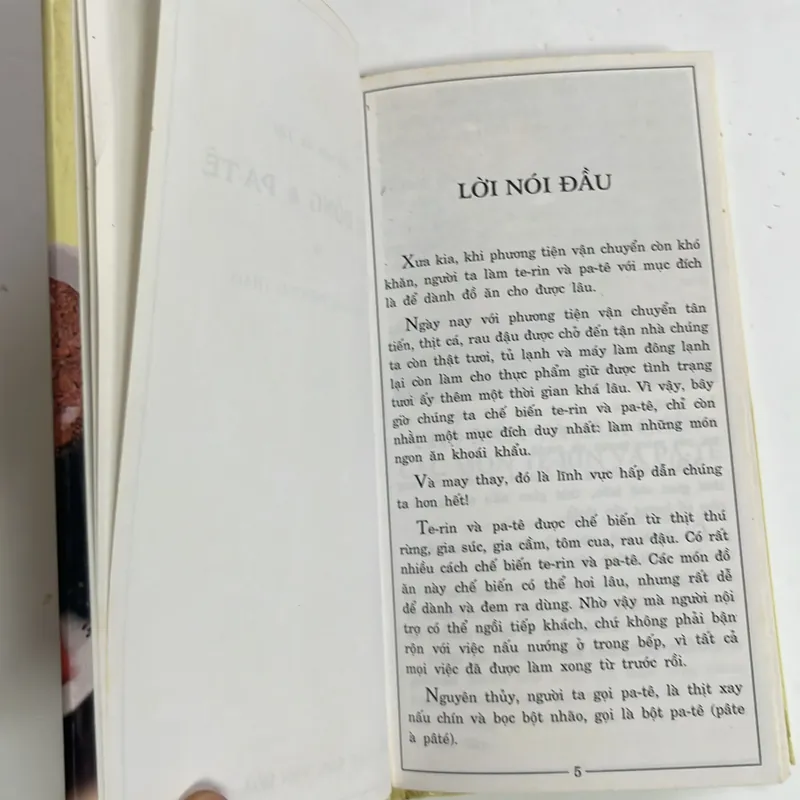 LỜI NÓI ĐẦU
Xưa kia, khi phương tiện vận chuyển còn khó
khăn, người ta làm te-rin và pa-tê với mục đích
là để dành đồ ăn cho được lâu.
Ngày nay với phương tiện vận chuyển tân
tiến, thịt cá, rau đậu được chở đến tận nhà chúng
ta còn thật tươi, tủ lạnh và máy làm đông lạnh
lại còn làm cho thực phẩm giữ được tình trạng
tươi ấy thêm một thời gian khá lâu. Vì vậy, bây
giờ chúng ta chế biến te-rin và pa-tê, chỉ còn
nhằm một mục đích duy nhất: làm những món
ngon ăn khoái khẩu.
Và may thay, đó là lĩnh vực hấp dẫn chúng
ta hơn hết!
Te-rin và pa-tê được chế biến từ thịt thú
rừng, gia súc, gia cầm, tôm cua, rau đậu. Có rất
nhiều cách chế biến te-rin và pa-tê. Các món đồ
ăn này chế biến có thể hơi lâu, nhưng rất dễ
để dành và đem ra dùng. Nhờ vậy mà người nội
trợ có thể ngồi tiếp khách, chứ không phải bận
rộn với việc nấu nướng ở trong bếp, vì tất cả
mọi việc đã được làm xong từ trước rồi.
Nguyên thủy, người ta gọi pa-tê, là thịt xay
nấu chín và bọc bột nhão, gọi là bột pa-tê (pâte
à pâté).
5